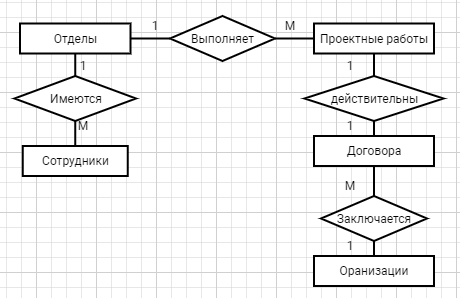 Отделы
1
Выполняет
М
Проектные работы
1
1
Имеются
действительны
М
1
Договора
Сотрудники
М
Заключается
1
Оранизации